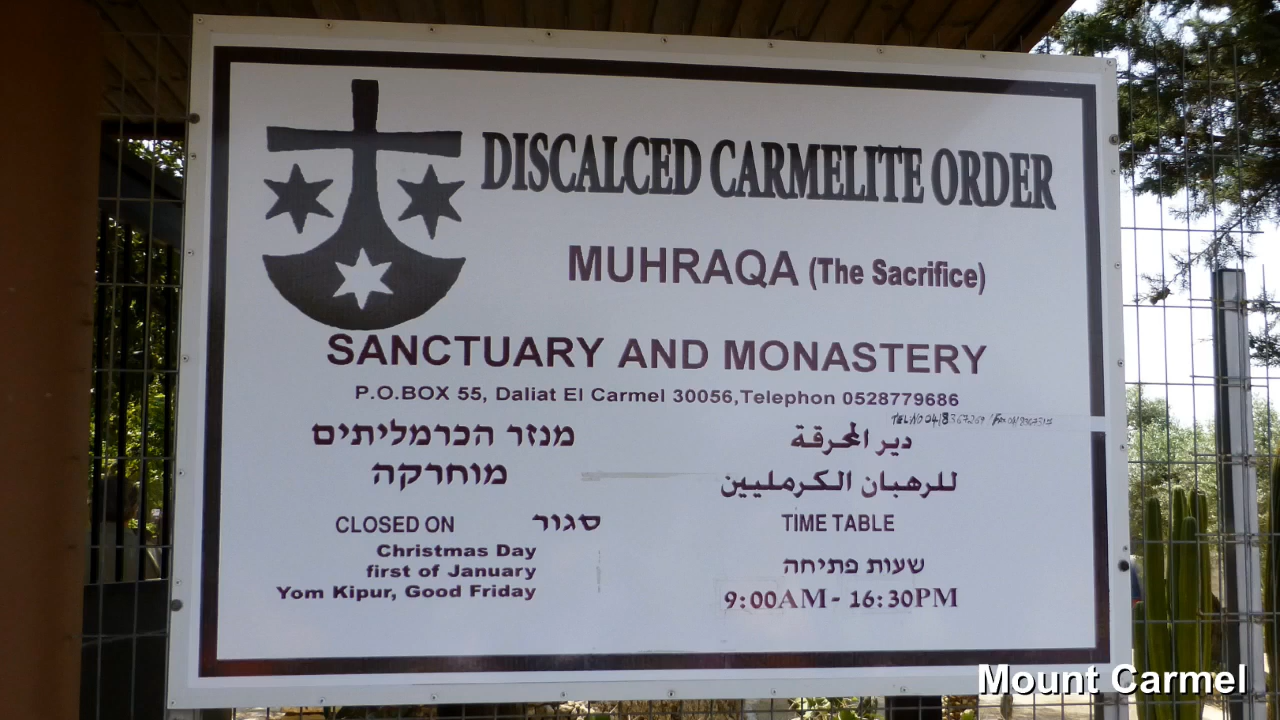 DISCALCED CARMELITE ORDER
MUHRAQA (The Sacrifice)
SANCTUARY AND MONASTERY
P.O.BOX 55, Daliat El Carmel 30056,Telephon 0528779686
מנזר הכרמליתים
מוחרקה
دير المحرقة
للرهبان الكرمليين
CLOSED ON סגור
Christmas Day
first of January
Yom Kipur, Good Friday
TIME TABLE
שעות פתיחה
9:00AM- 16:30PM
Mount Carmel